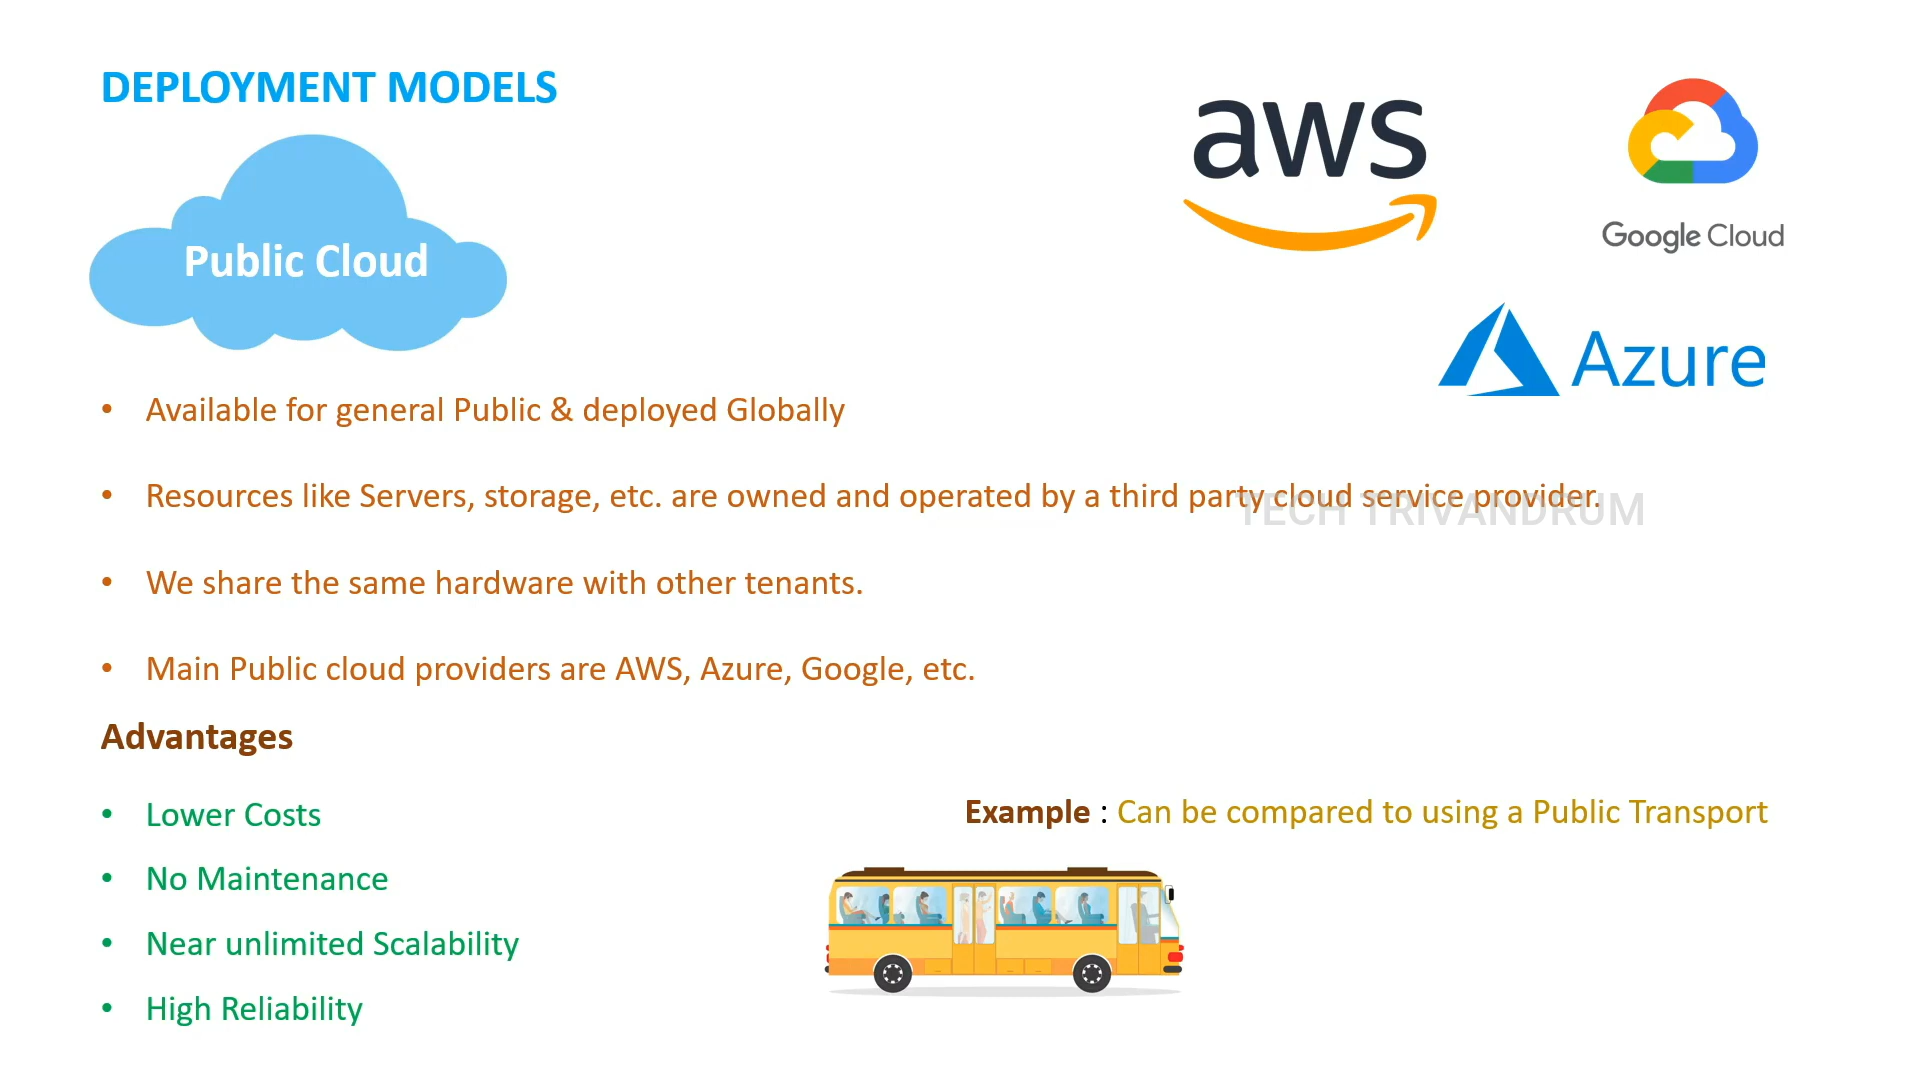 DEPLOYMENT MODELS
aws
Google Cloud
Public Cloud
Azure
• Available for general Public & deployed Globally
• Resources like Servers, storage, etc. are owned and operated by a third party cloud service provider.
TECH TRIVANDRUM
• We share the same hardware with other tenants.
• Main Public cloud providers are AWS, Azure, Google, etc.
Advantages
• Lower Costs
Example : Can be compared to using a Public Transport
• No Maintenance
• Near unlimited Scalability
• High Reliability